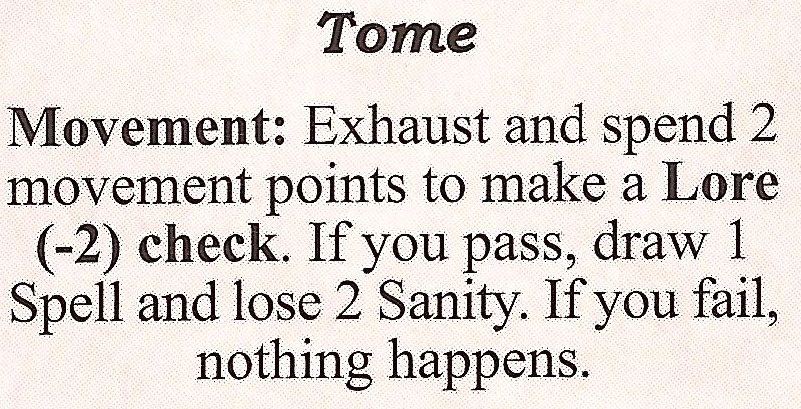 Tome
Movement: Exhaust and spend 2
movement points to make a Lore
(-2) check. If you pass, draw 1
Spell and lose 2 Sanity. If you fail,
nothing happens.